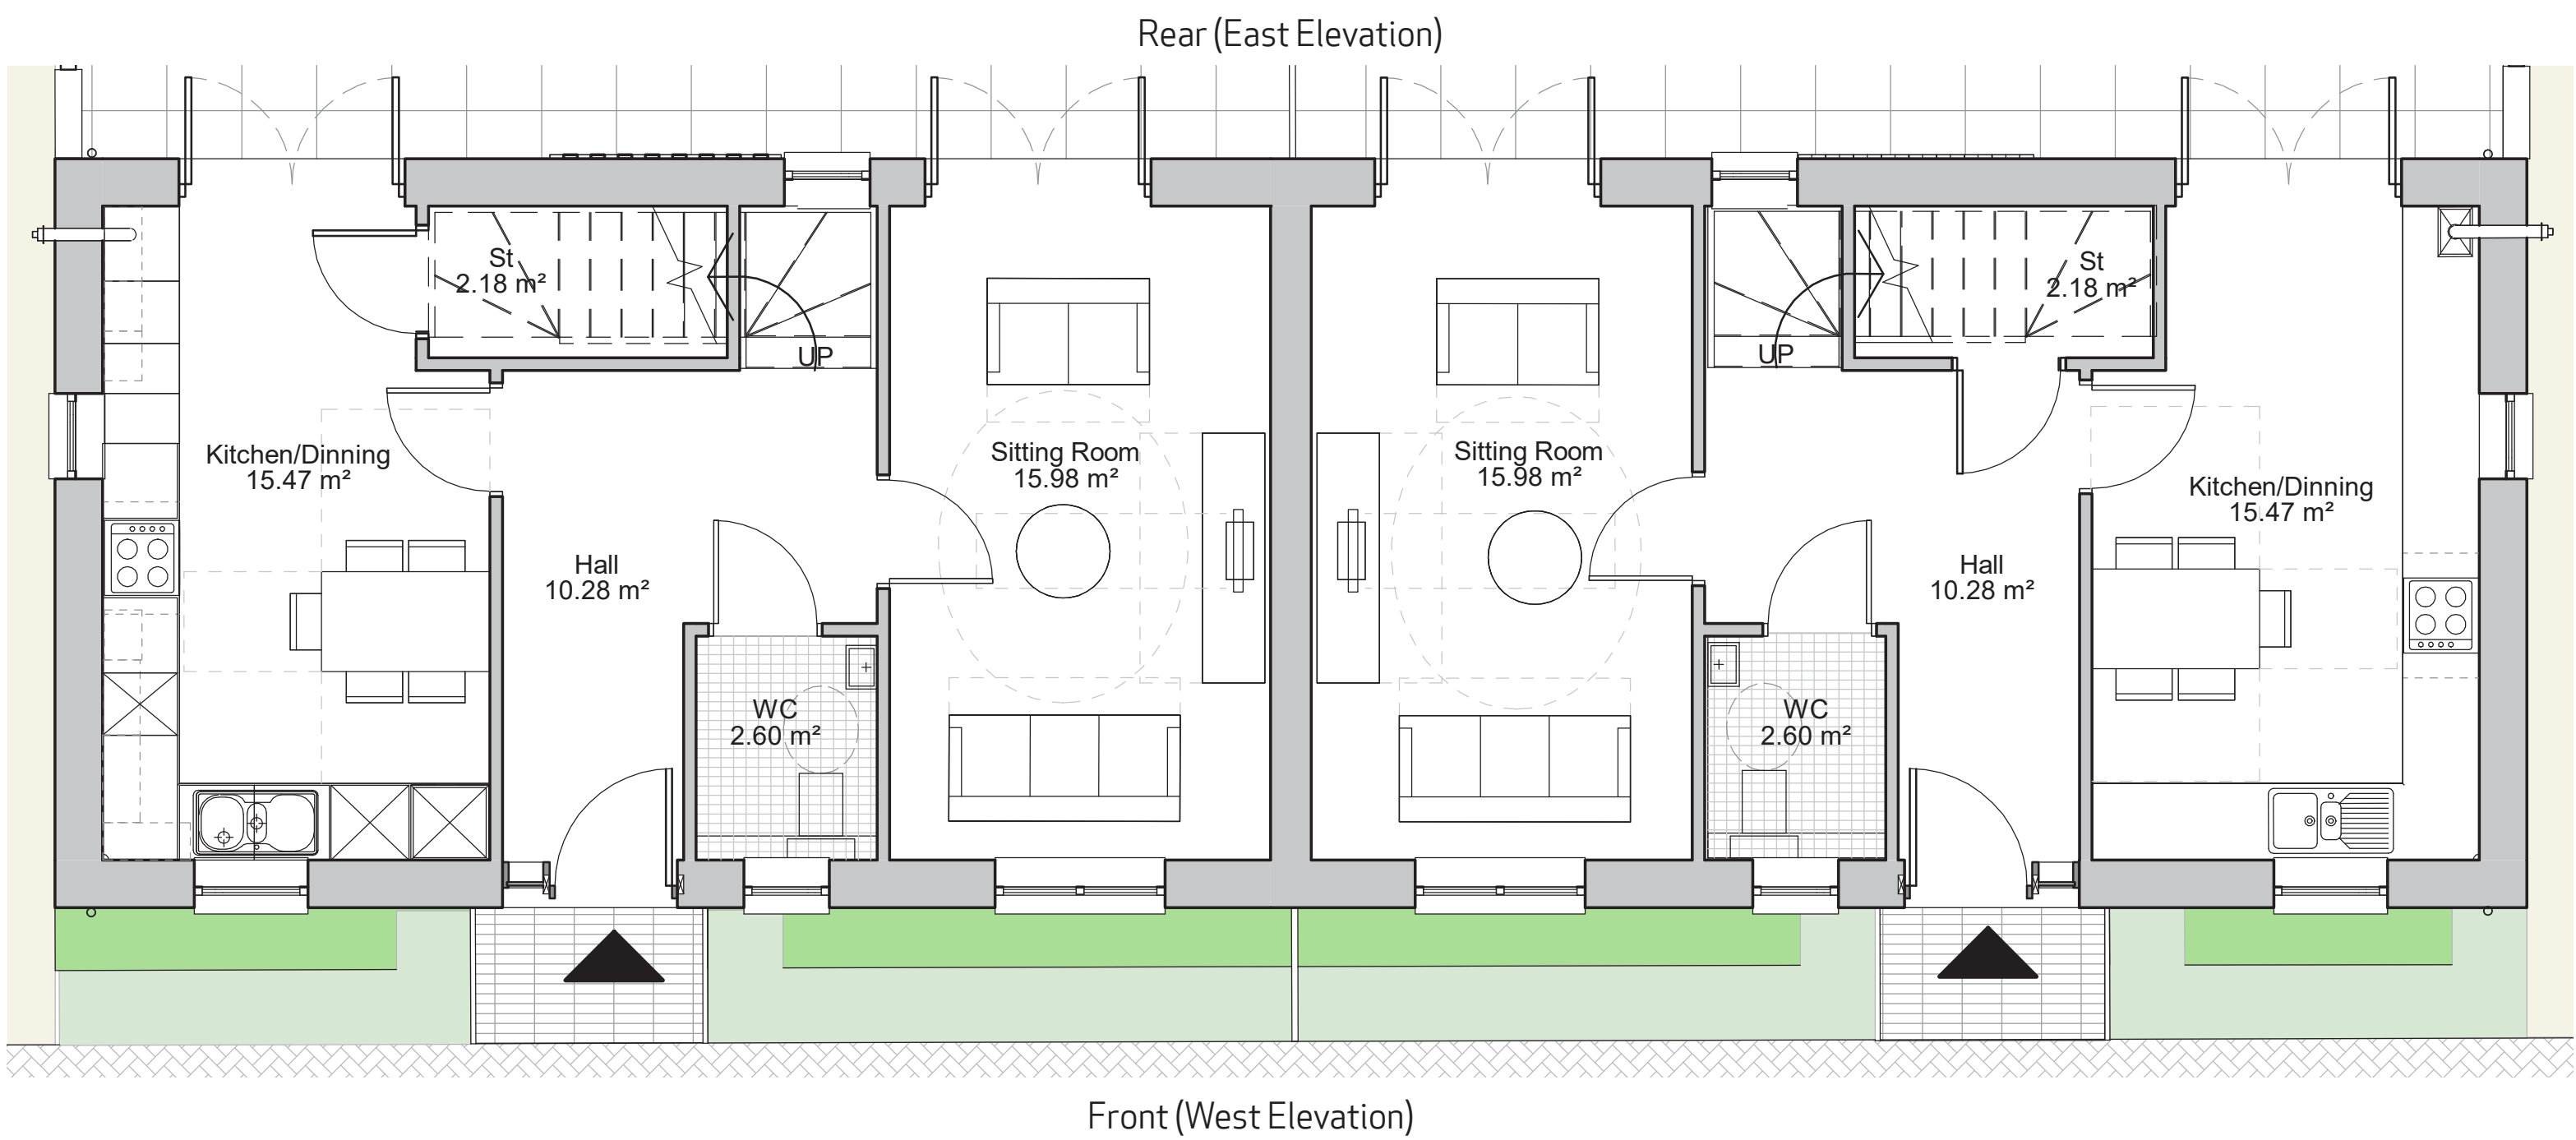 Rear (East Elevation)
St
2.18 m²
UP
Kitchen/Dinning
15.47 m²
Hall
10.28 m²
WC
2.60 m²
Sitting Room
15.98 m²
Sitting Room
15.98 m²
UP
St
2.18 m²
Kitchen/Dinning
15.47 m²
Hall
10.28 m²
WC
2.60 m²
Front (West Elevation)